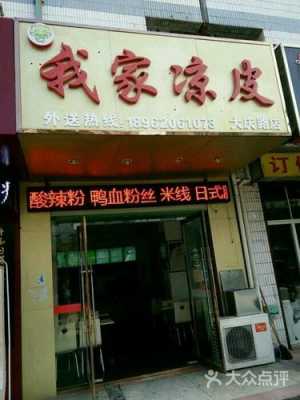 我家凉皮
外送热线:18962061073 大庆路店
酸辣粉 鸭血粉丝 米线 日式
订
大众点评